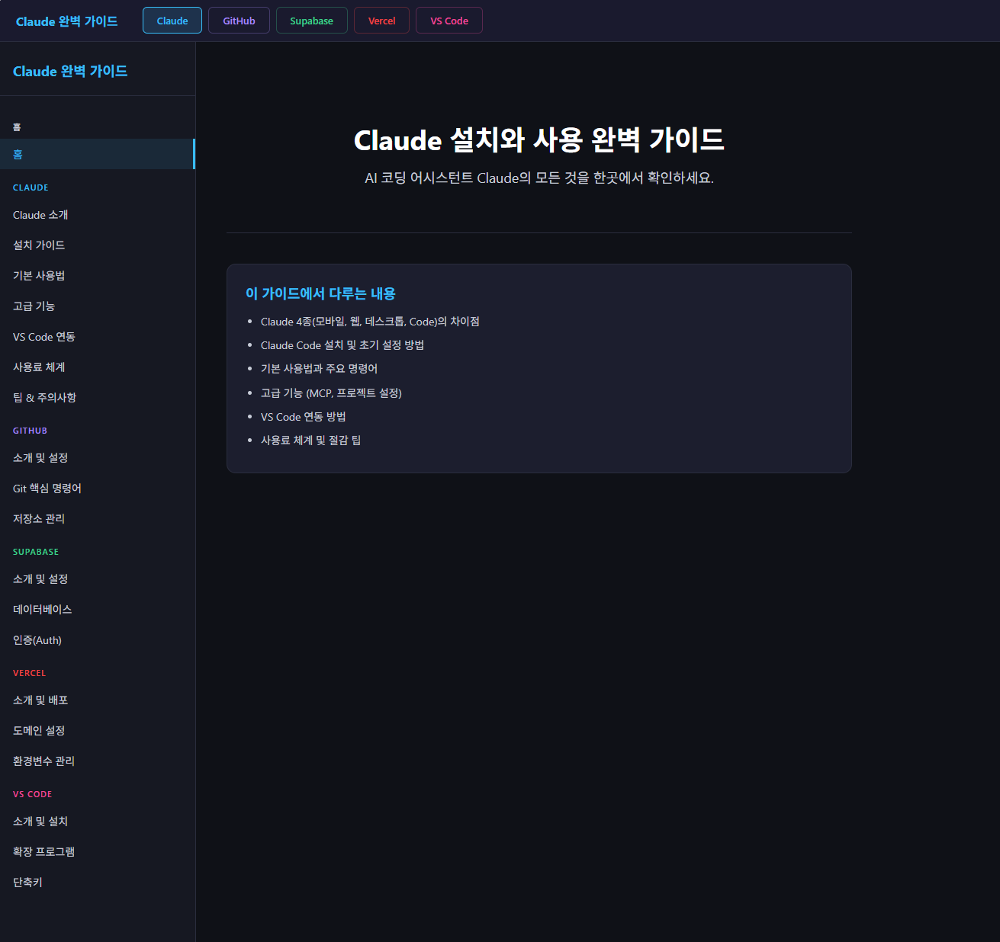 Claude 완벽 가이드
Claude
GitHub
Supabase
Vercel
VS Code
Claude 완벽 가이드
홈
홈
CLAUDE
Claude 소개
설치 가이드
기본 사용법
고급 기능
VS Code 연동
사용료 체계
팁 & 주의사항
GITHUB
소개 및 설정
Git 핵심 명령어
저장소 관리
SUPABASE
소개 및 설정
데이터베이스
인증(Auth)
VERCEL
소개 및 배포
도메인 설정
환경변수 관리
VS CODE
소개 및 설치
확장 프로그램
단축키
Claude 설치와 사용 완벽 가이드
AI 코딩 어시스턴트 Claude의 모든 것을 한곳에서 확인하세요.
이 가이드에서 다루는 내용
• Claude 4종(모바일, 웹, 데스크톱, Code)의 차이점
• Claude Code 설치 및 초기 설정 방법
• 기본 사용법과 주요 명령어
• 고급 기능 (MCP, 프로젝트 설정)
• VS Code 연동 방법
• 사용료 체계 및 절감 팁